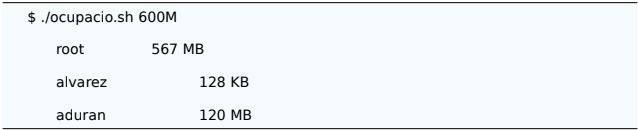 $ ./ocupacio.sh 600M
root 567 MB
alvarez 128 KB
aduran 120 MB